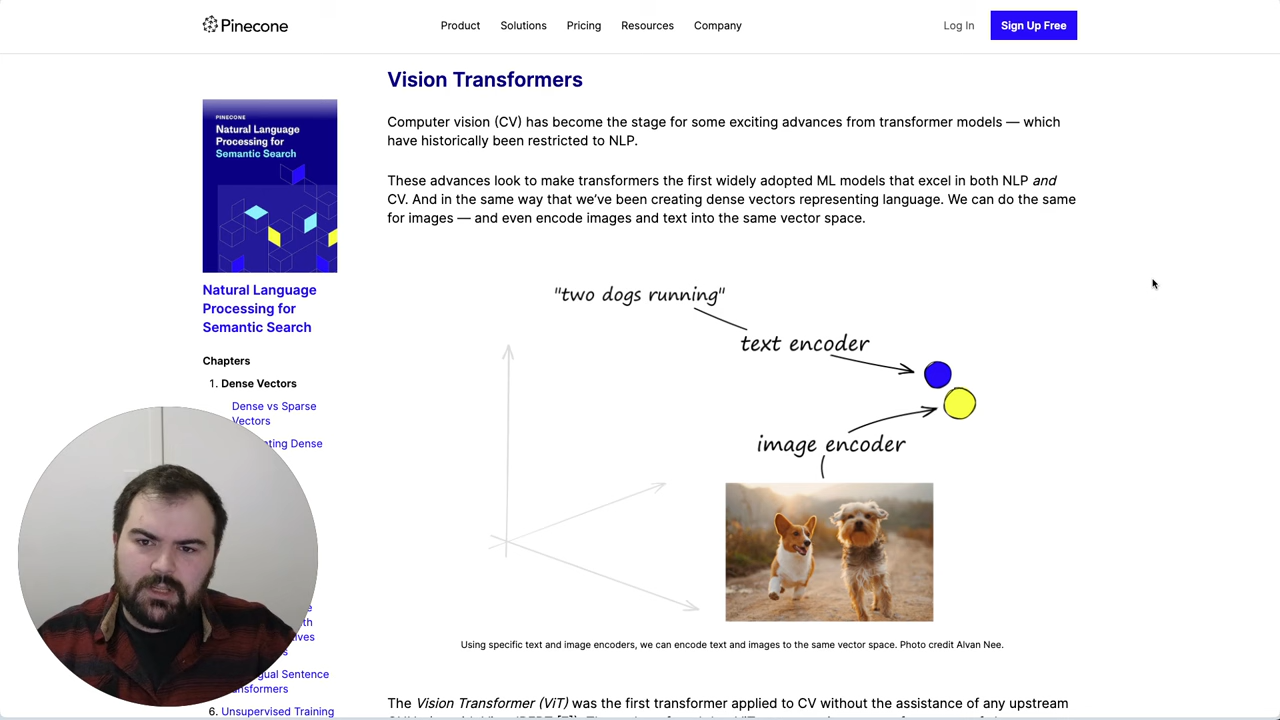 Pinecone
Product Solutions Pricing Resources Company
Log In
Sign Up Free
PINECONE
Natural Language
Processing for
Semantic Search
Natural Language
Processing for
Semantic Search
Chapters
1. Dense Vectors
Dense vs Sparse
Vectors
Dense
gual Sentence
6. Unsupervised Training
Vision Transformers
Computer vision (CV) has become the stage for some exciting advances from transformer models — which
have historically been restricted to NLP.
These advances look to make transformers the first widely adopted ML models that excel in both NLP and
CV. And in the same way that we’ve been creating dense vectors representing language. We can do the same
for images — and even encode images and text into the same vector space.
"two dogs running"
text encoder
image encoder
Using specific text and image encoders, we can encode text and images to the same vector space. Photo credit Alvan Nee.
The Vision Transformer (ViT) was the first transformer applied to CV without the assistance of any upstream